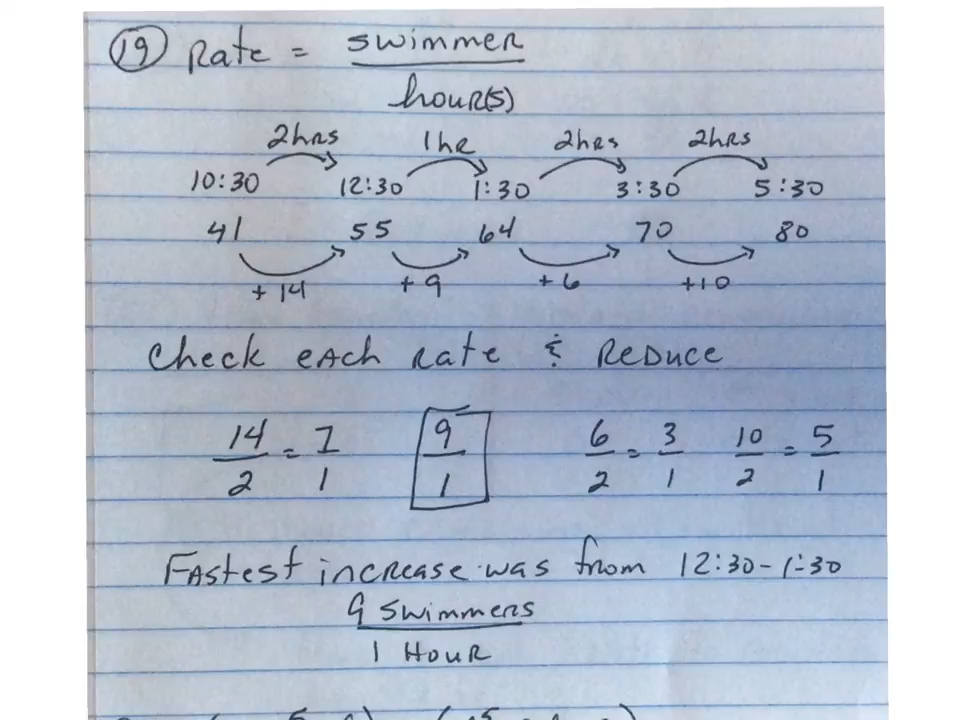 19 Rate = swimmer
hour(s)
2hrs 1hr 2hrs 2hrs
10:30 12:30 1:30 3:30 5:30
41 55 64 70 80
+14 +9 +6 +10
Check each Rate & Reduce
14/2 = 7/1 9/1 6/2 = 3/1 10/2 = 5/1
Fastest increase was from 12:30-1:30
9 Swimmers
1 Hour